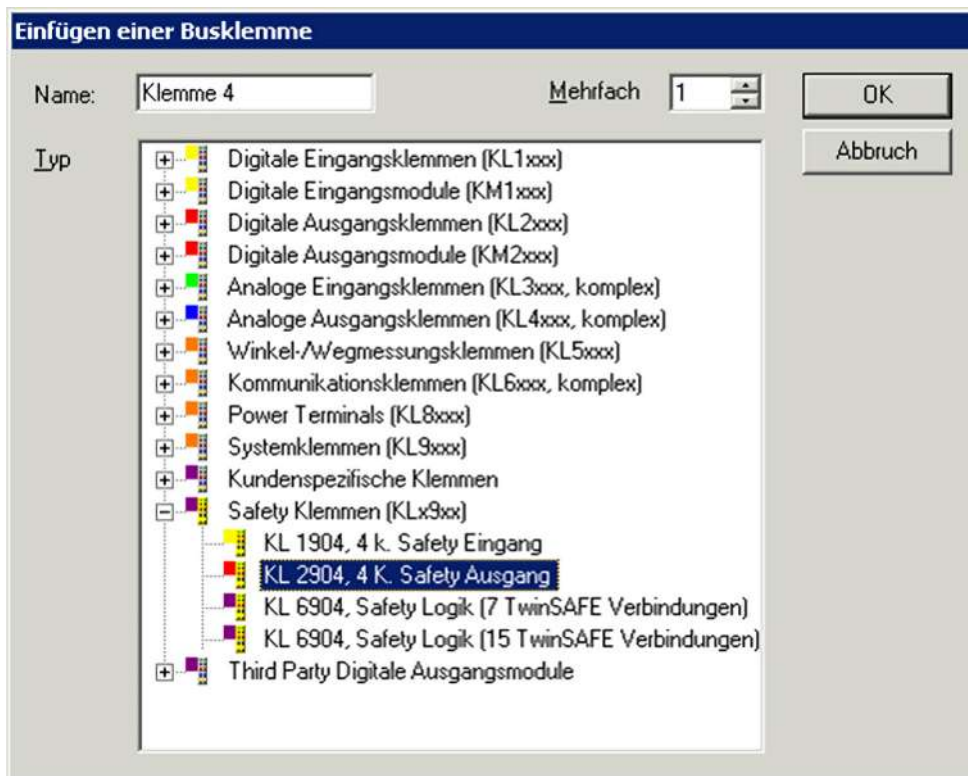 Einfügen einer Busklemme
Name: Klemme 4 Mehrfach 1 OK
Typ Abbruch
Digitale Eingangsklemmen (KL1xxx)
Digitale Eingangsmodule (KM1xxx)
Digitale Ausgangsklemmen (KL2xxx)
Digitale Ausgangsmodule (KM2xxx)
Analoge Eingangsklemmen (KL3xxx, komplex)
Analoge Ausgangsklemmen (KL4xxx, komplex)
Winkel-/Wegmessungsklemmen (KL5xxx)
Kommunikationsklemmen (KL6xxx, komplex)
Power Terminals (KL8xxx)
Systemklemmen (KL9xxx)
Kundenspezifische Klemmen
Safety Klemmen (KLx9xx)
KL 1904, 4 k. Safety Eingang
KL 2904, 4 K. Safety Ausgang
KL 6904, Safety Logik (7 TwinSAFE Verbindungen)
KL 6904, Safety Logik (15 TwinSAFE Verbindungen)
Third Party Digitale Ausgangsmodule